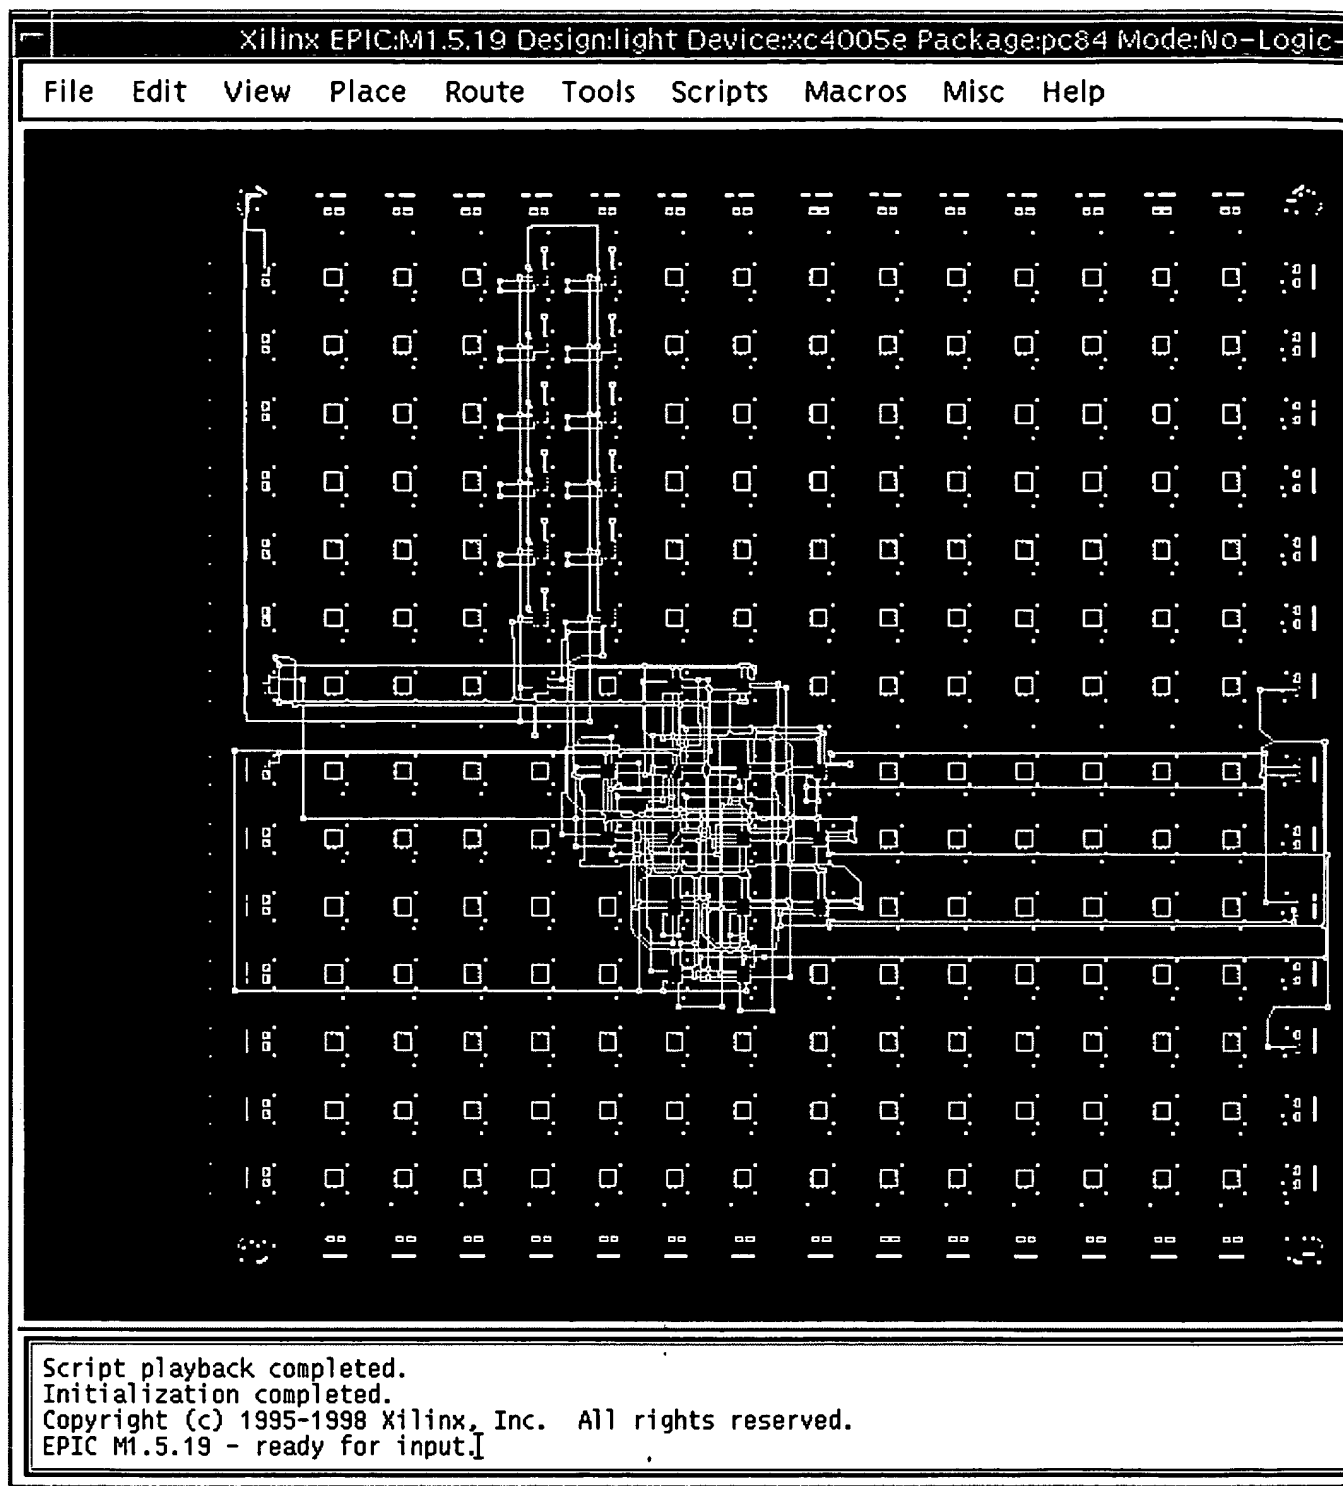 Xilinx EPIC:M1.5.19 Design:light Device:xc4005e Package:pc84 Mode:No-Logic-
File Edit View Place Route Tools Scripts Macros Misc Help
Script playback completed.
Initialization completed.
Copyright (c) 1995-1998 Xilinx, Inc. All rights reserved.
EPIC M1.5.19 - ready for input.